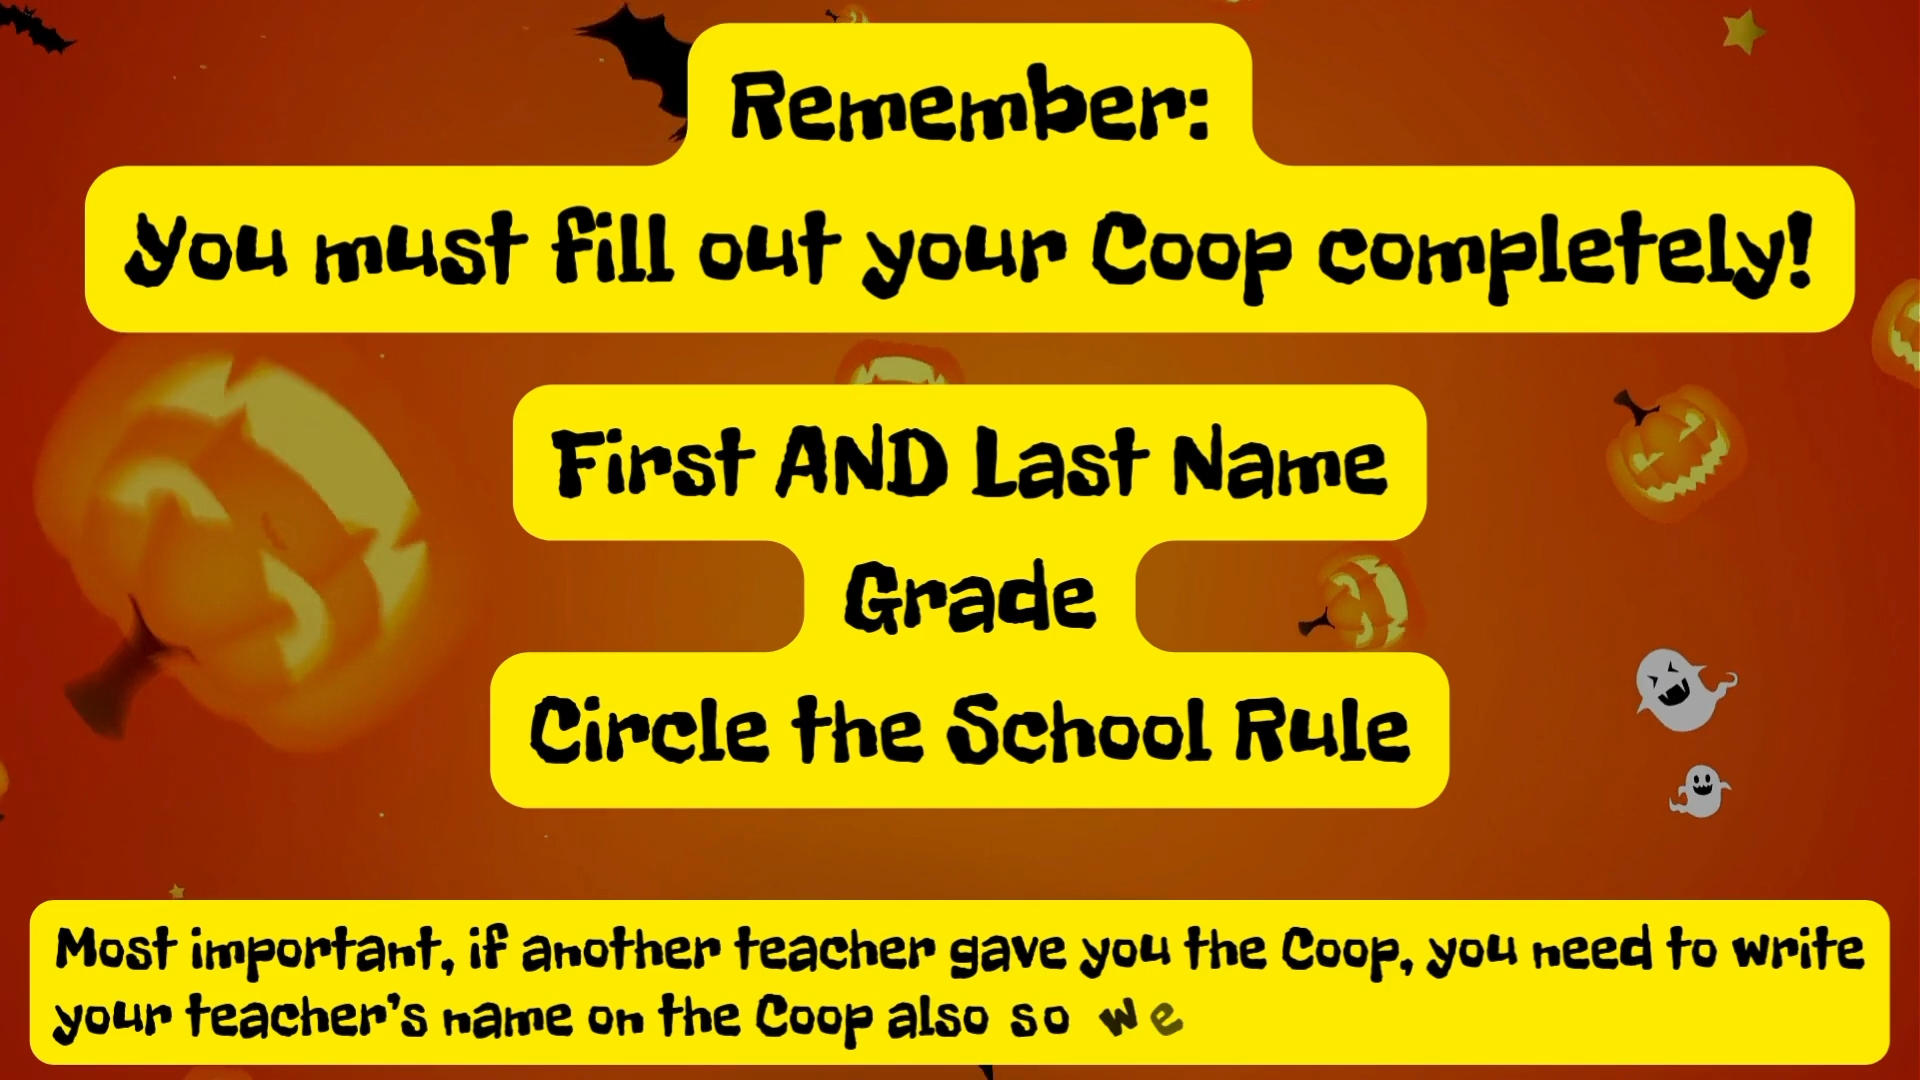 Remember:
You must fill out your Coop completely!
First AND Last Name
Grade
Circle the School Rule
Most important, if another teacher gave you the Coop, you need to write
your teacher's name on the Coop also so we